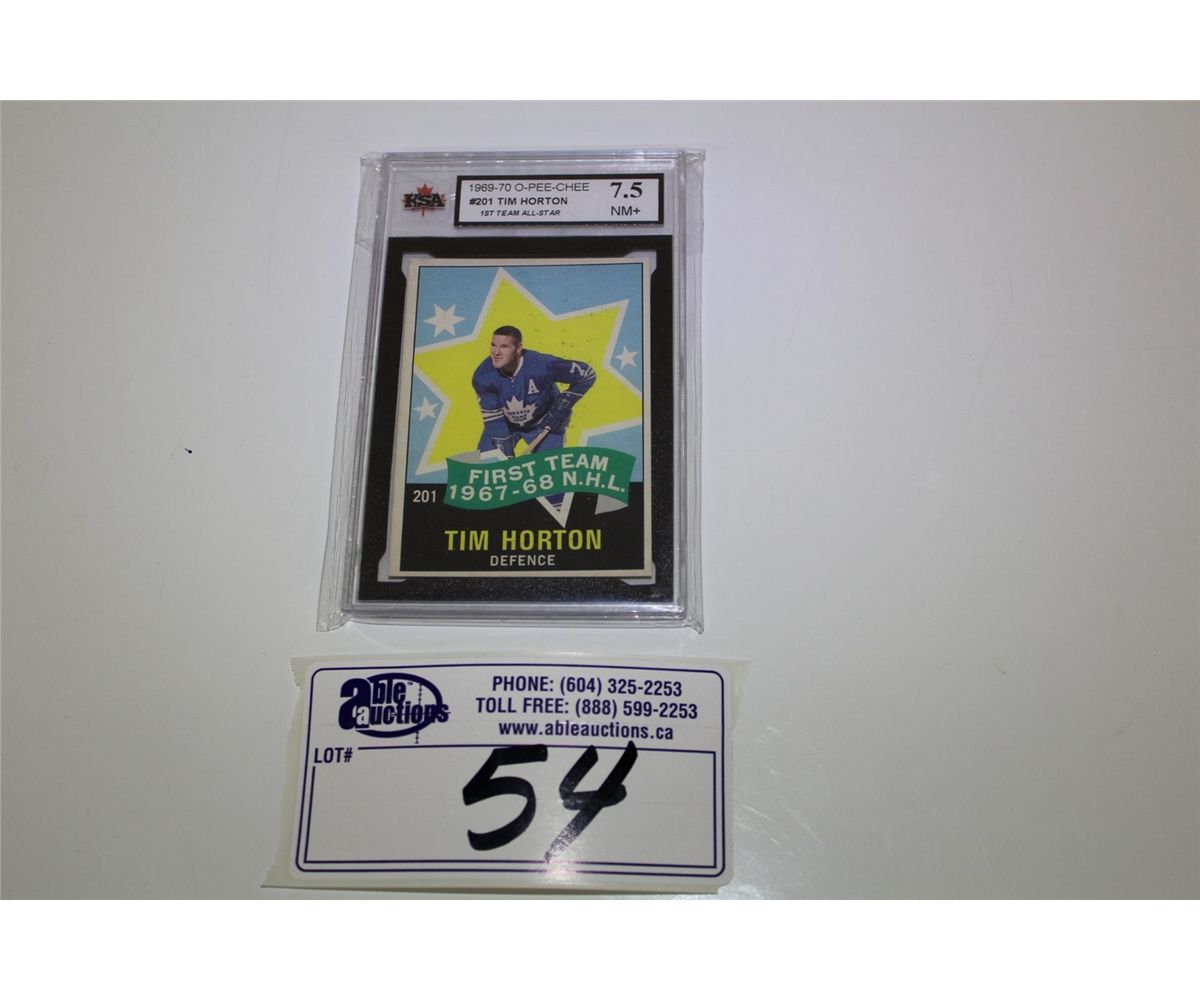 KSA
1969-70 O-PEE-CHEE 7.5
#201 TIM HORTON NM+
1ST TEAM ALL-STAR
7
A
FIRST TEAM
1967-68 N.H.L.
201
TIM HORTON
DEFENCE
able auctions™
PHONE: (604) 325-2253
TOLL FREE: (888) 599-2253
www.ableauctions.ca
LOT#
54